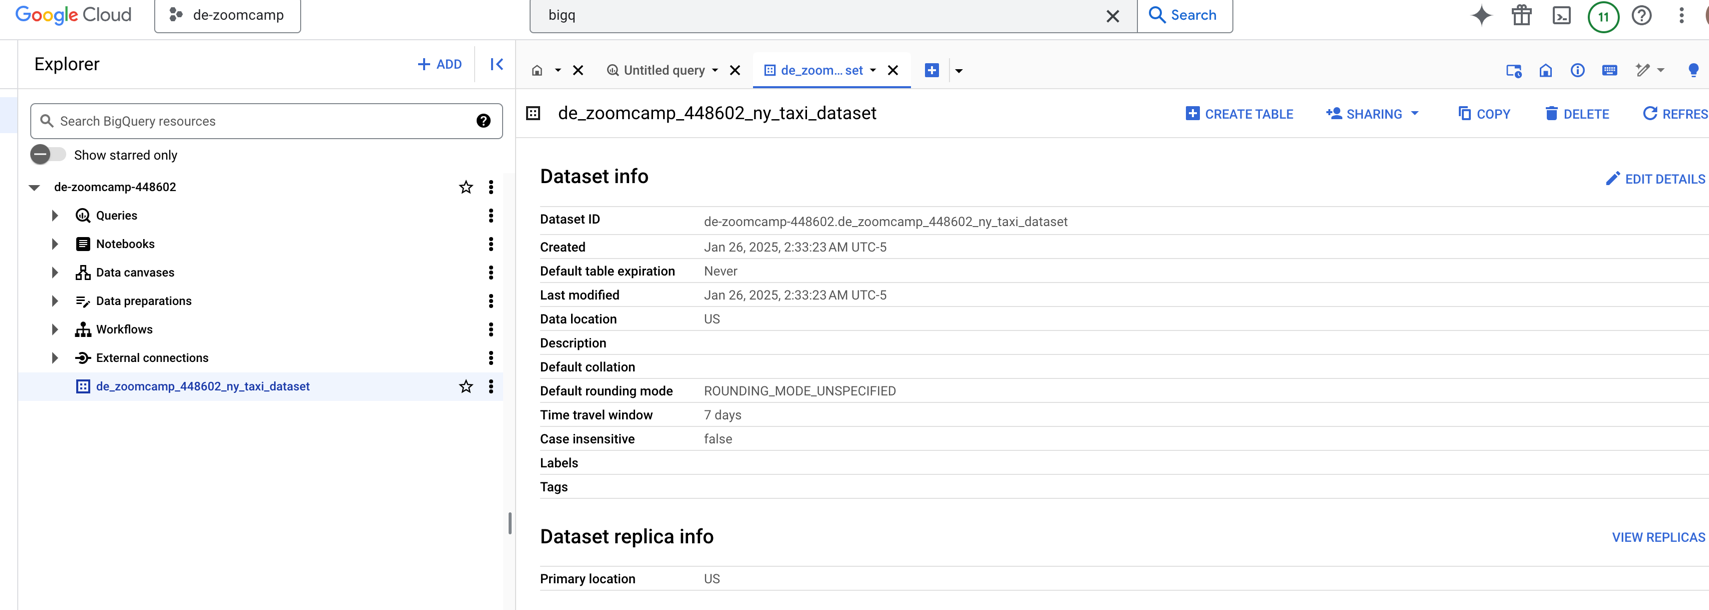 Google Cloud
de-zoomcamp
bigq
Search
11
Explorer
ADD
Untitled query
de_zoom... set
Search BigQuery resources
Show starred only
de-zoomcamp-448602
Queries
Notebooks
Data canvases
Data preparations
Workflows
External connections
de_zoomcamp_448602_ny_taxi_dataset
de_zoomcamp_448602_ny_taxi_dataset
CREATE TABLE
SHARING
COPY
DELETE
REFRES
Dataset info
EDIT DETAILS
Dataset ID de-zoomcamp-448602.de_zoomcamp_448602_ny_taxi_dataset
Created Jan 26, 2025, 2:33:23 AM UTC-5
Default table expiration Never
Last modified Jan 26, 2025, 2:33:23 AM UTC-5
Data location US
Description
Default collation
Default rounding mode ROUNDING_MODE_UNSPECIFIED
Time travel window 7 days
Case insensitive false
Labels
Tags
Dataset replica info
VIEW REPLICAS
Primary location US